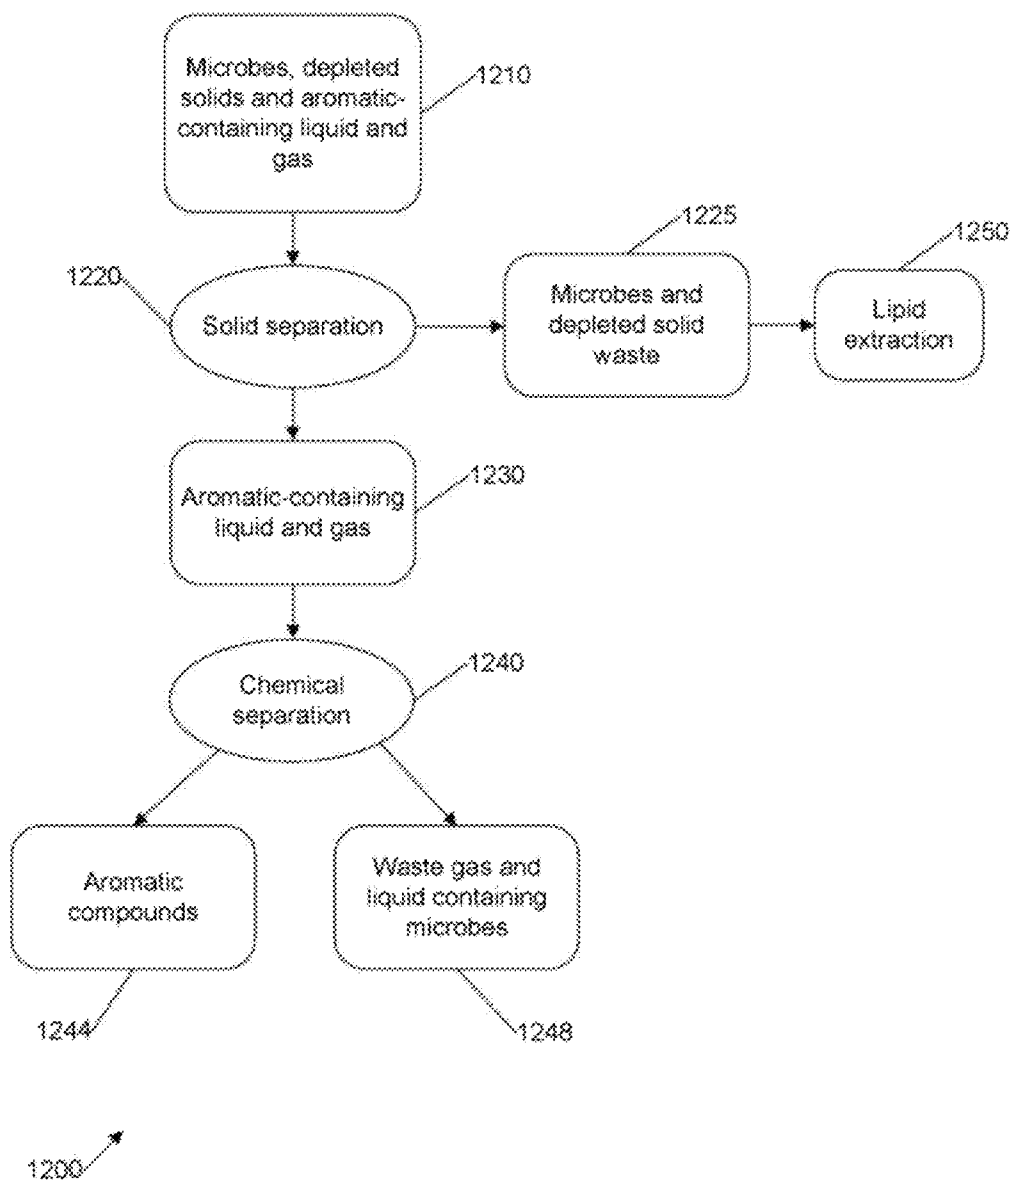 Microbes, depleted
solids and aromatic-
containing liquid and
gas
1210
1220
Solid separation
1225
Microbes and
depleted solid
waste
1250
Lipid
extraction
1230
Aromatic-containing
liquid and gas
1240
Chemical
separation
Aromatic
compounds
Waste gas and
liquid containing
microbes
1244
1248
1200